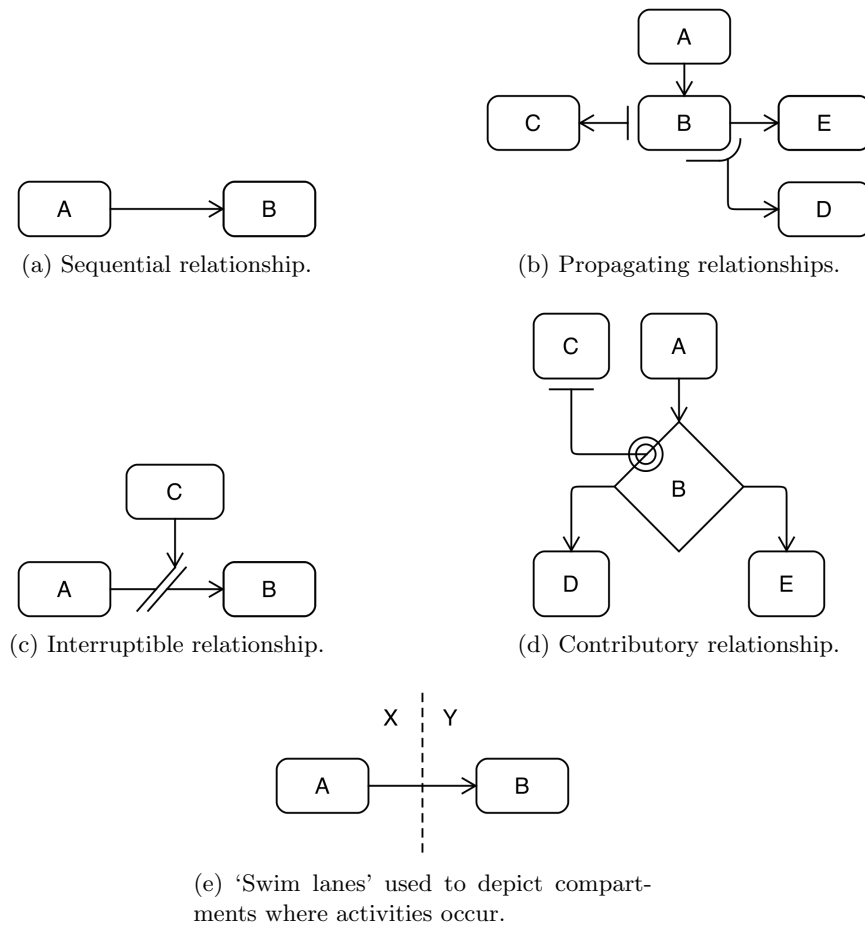 A
C
B
E
A
B
D
(a) Sequential relationship.
(b) Propagating relationships.
C
A
C
B
A
B
D
E
(c) Interruptible relationship.
(d) Contributory relationship.
X
Y
A
B
(e) ‘Swim lanes’ used to depict compart-
ments where activities occur.